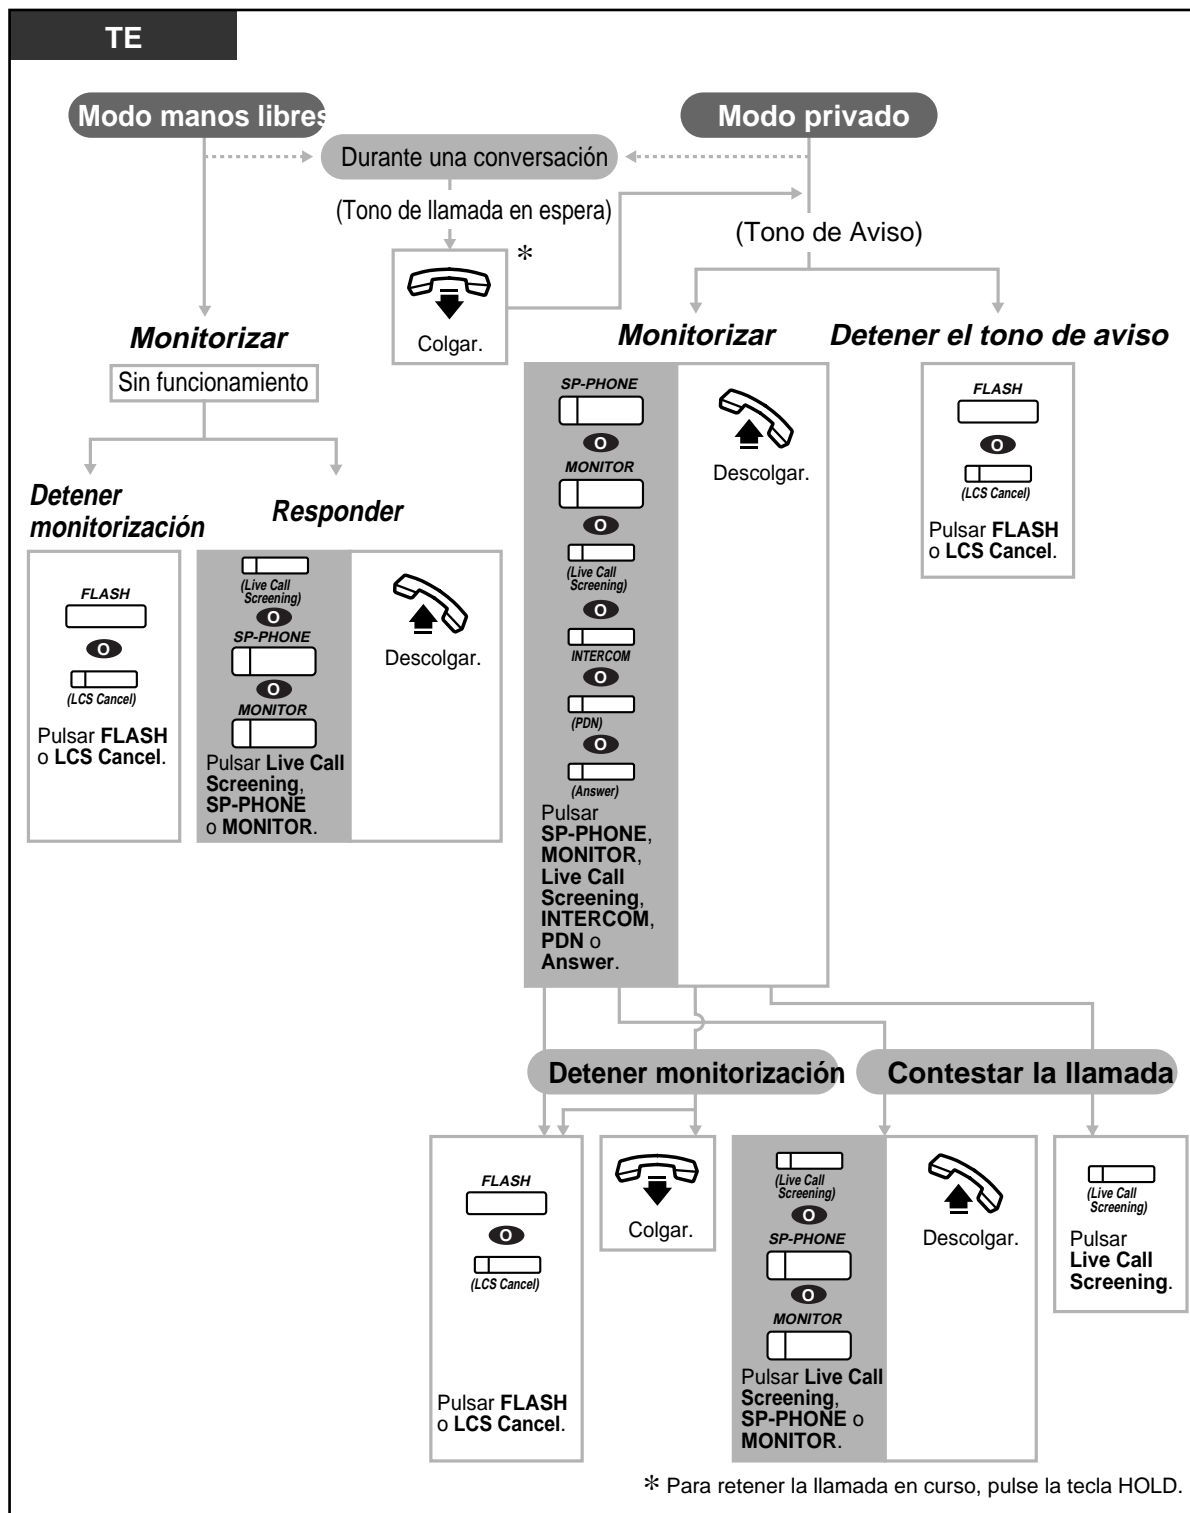 TE
Modo manos libres
Modo privado
Durante una conversación
(Tono de llamada en espera)
(Tono de Aviso)
*
Colgar.
Monitorizar
Sin funcionamiento
Monitorizar
Detener el tono de aviso
Detener
monitorización
FLASH
O
(LCS Cancel)
Pulsar FLASH
o LCS Cancel.
Responder
(Live Call
Screening)
O
SP-PHONE
O
MONITOR
Pulsar Live Call
Screening,
SP-PHONE
o MONITOR.
Descolgar.
SP-PHONE
O
MONITOR
O
(Live Call
Screening)
O
INTERCOM
O
(PDN)
O
(Answer)
Pulsar
SP-PHONE,
MONITOR,
Live Call
Screening,
INTERCOM,
PDN o
Answer.
Descolgar.
FLASH
O
(LCS Cancel)
Pulsar FLASH
o LCS Cancel.
Detener monitorización
Contestar la llamada
FLASH
O
(LCS Cancel)
Pulsar FLASH
o LCS Cancel.
Colgar.
(Live Call
Screening)
O
SP-PHONE
O
MONITOR
Pulsar Live Call
Screening,
SP-PHONE o
MONITOR.
Descolgar.
(Live Call
Screening)
Pulsar
Live Call
Screening.
* Para retener la llamada en curso, pulse la tecla HOLD.